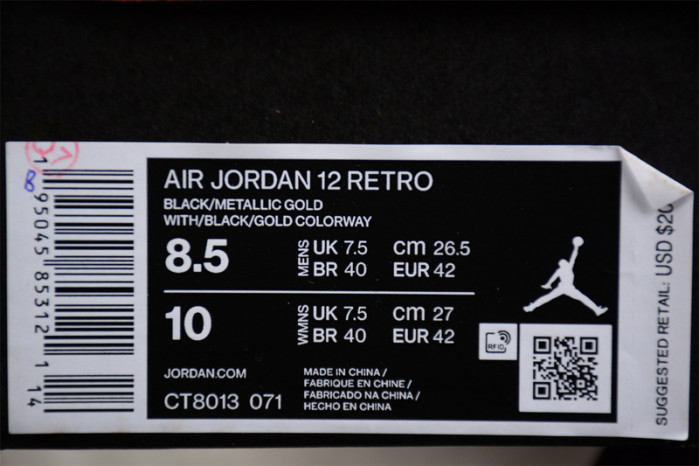 AIR JORDAN 12 RETRO
BLACK/METALLIC GOLD
WITH/BLACK/GOLD COLORWAY
8.5 MENS UK 7.5 cm 26.5
BR 40 EUR 42
10 WMNS UK 7.5 cm 27
BR 40 EUR 42
RFID
JORDAN.COM
CT8013 071
MADE IN CHINA /
FABRIQUE EN CHINE /
FABRICADO NA CHINA /
HECHO EN CHINA
1 95045 85312 1 14
8
SUGGESTED RETAIL: USD $20